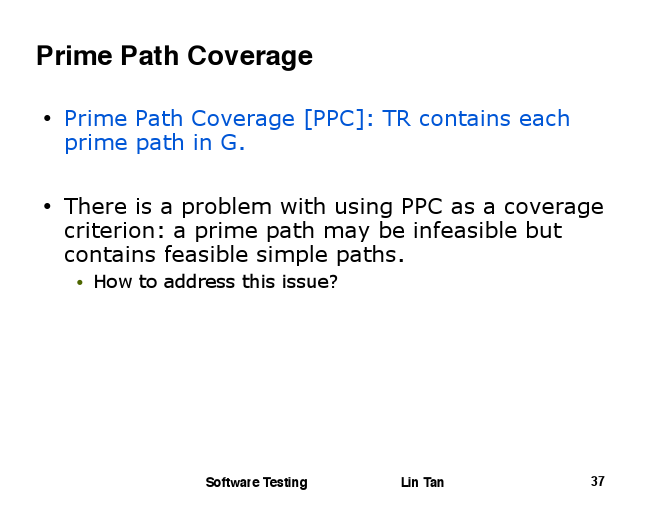 Prime Path Coverage
• Prime Path Coverage [PPC]: TR contains each
prime path in G.
• There is a problem with using PPC as a coverage
criterion: a prime path may be infeasible but
contains feasible simple paths.
• How to address this issue?
Software Testing Lin Tan 37